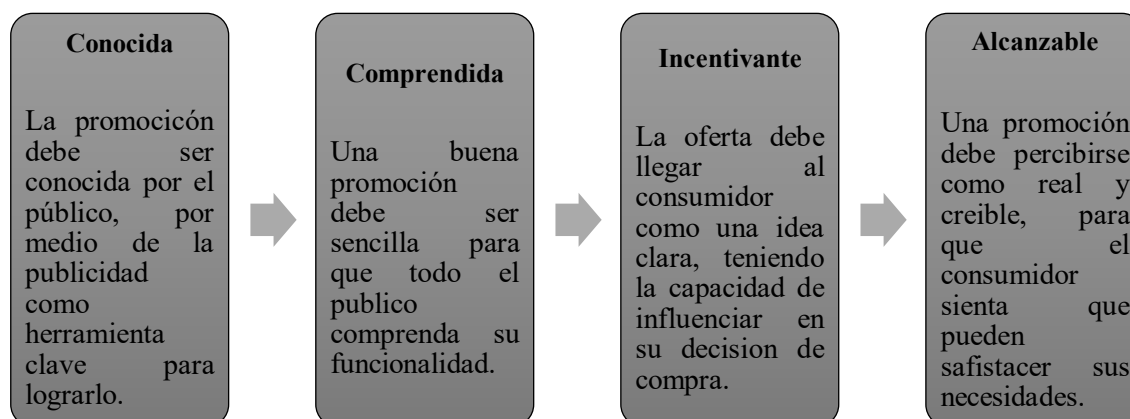 Conocida
La promocicón
debe ser
conocida por el
público, por
medio de la
publicidad
como
herramienta
clave para
lograrlo.
Comprendida
Una buena
promoción
debe ser
sencilla para
que todo el
publico
comprenda su
funcionalidad.
Incentivante
La oferta debe
llegar al
consumidor
como una idea
clara, teniendo
la capacidad de
influenciar en
su decision de
compra.
Alcanzable
Una promoción
debe percibirse
como real y
creible, para
que el
consumidor
sienta que
pueden
safistacer sus
necesidades.